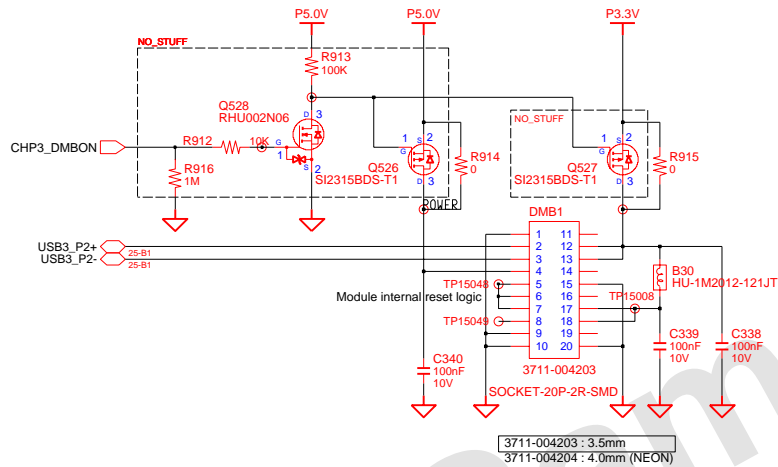 P5.0V
P5.0V
P3.3V
NO_STUFF
R913
100K
Q528
RHU002N06
D
3
G
1
S
2
CHP3_DMBON
R912
10K
R916
1M
1
G
S
2
D
3
Q526
SI2315BDS-T1
R914
0
NO_STUFF
1
G
S
2
D
3
Q527
SI2315BDS-T1
R915
0
POWER
DMB1
USB3_P2+
25-B1
USB3_P2-
25-B1
1 11
2 12
3 13
4 14
5 15
6 16
7 17
8 18
9 19
10 20
TP15048
Module internal reset logic
TP15049
TP15008
B30
HU-1M2012-121JT
C340
100nF
10V
C339
100nF
10V
C338
100nF
10V
3711-004203
SOCKET-20P-2R-SMD
3711-004203 : 3.5mm
3711-004204 : 4.0mm (NEON)